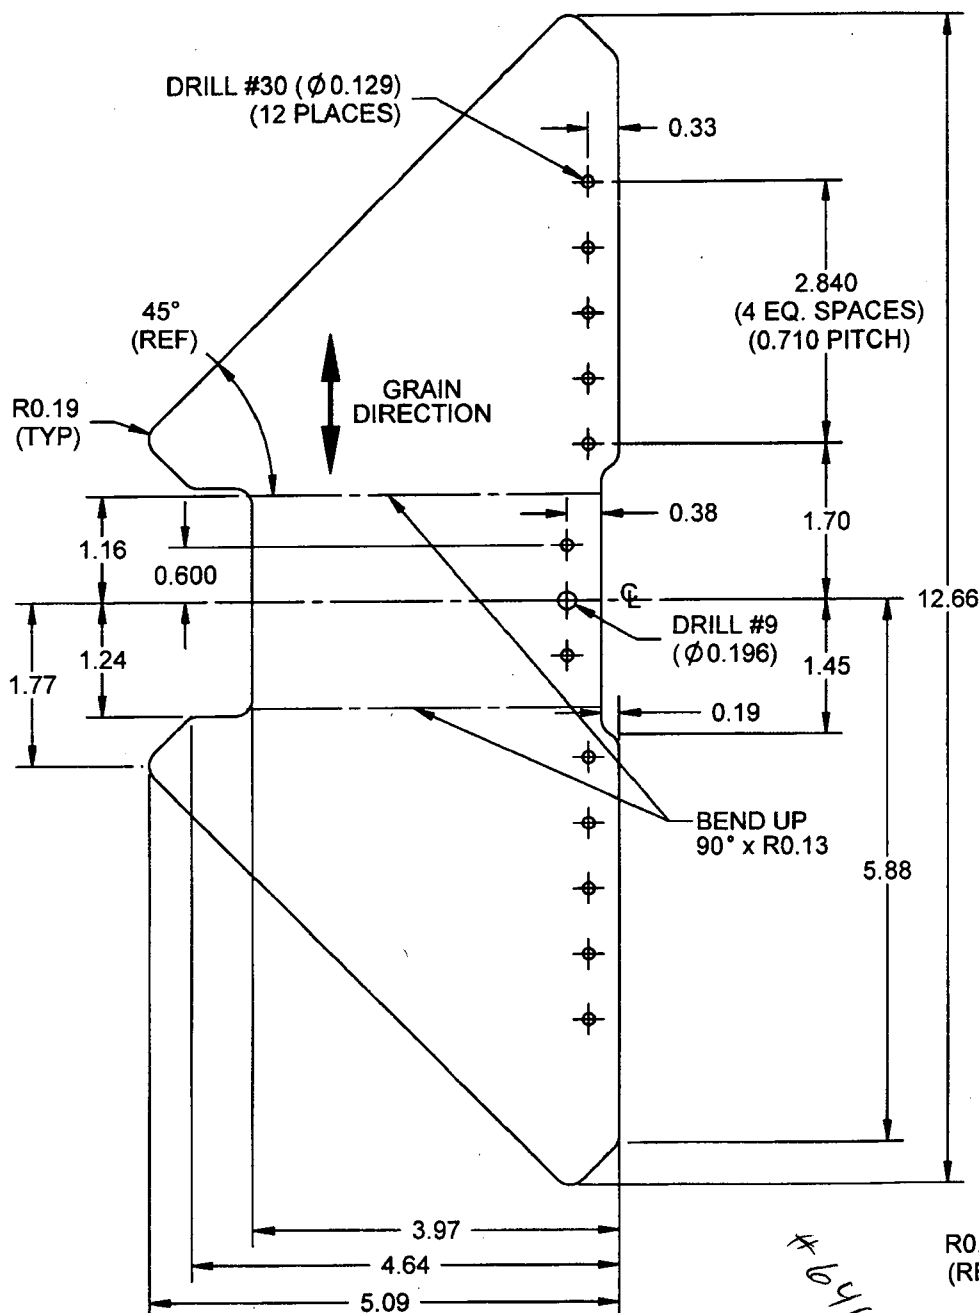 DRILL #30 (Ø0.129)
(12 PLACES)
0.33
2.840
(4 EQ. SPACES)
(0.710 PITCH)
45°
(REF)
GRAIN
DIRECTION
R0.19
(TYP)
0.38
1.70
1.16
0.600
℄
12.66
DRILL #9
(Ø0.196)
1.24
1.45
1.77
0.19
BEND UP
90° x R0.13
5.88
3.97
4.64
5.09